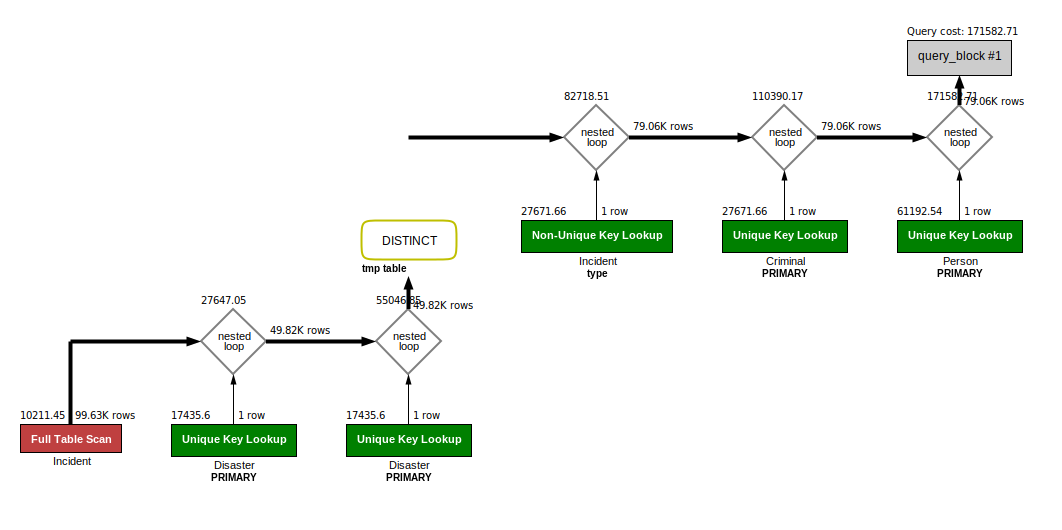 Query cost: 171582.71
query_block #1
82718.51
110390.17
171582.71
79.06K rows
nested
loop
79.06K rows
nested
loop
79.06K rows
nested
loop
27671.66
1 row
27671.66
1 row
61192.54
1 row
Non-Unique Key Lookup
Unique Key Lookup
Unique Key Lookup
Incident
type
Criminal
PRIMARY
Person
PRIMARY
DISTINCT
tmp table
27647.05
55046.85
49.82K rows
nested
loop
49.82K rows
nested
loop
10211.45
99.63K rows
17435.6
1 row
17435.6
1 row
Full Table Scan
Unique Key Lookup
Unique Key Lookup
Incident
Disaster
PRIMARY
Disaster
PRIMARY